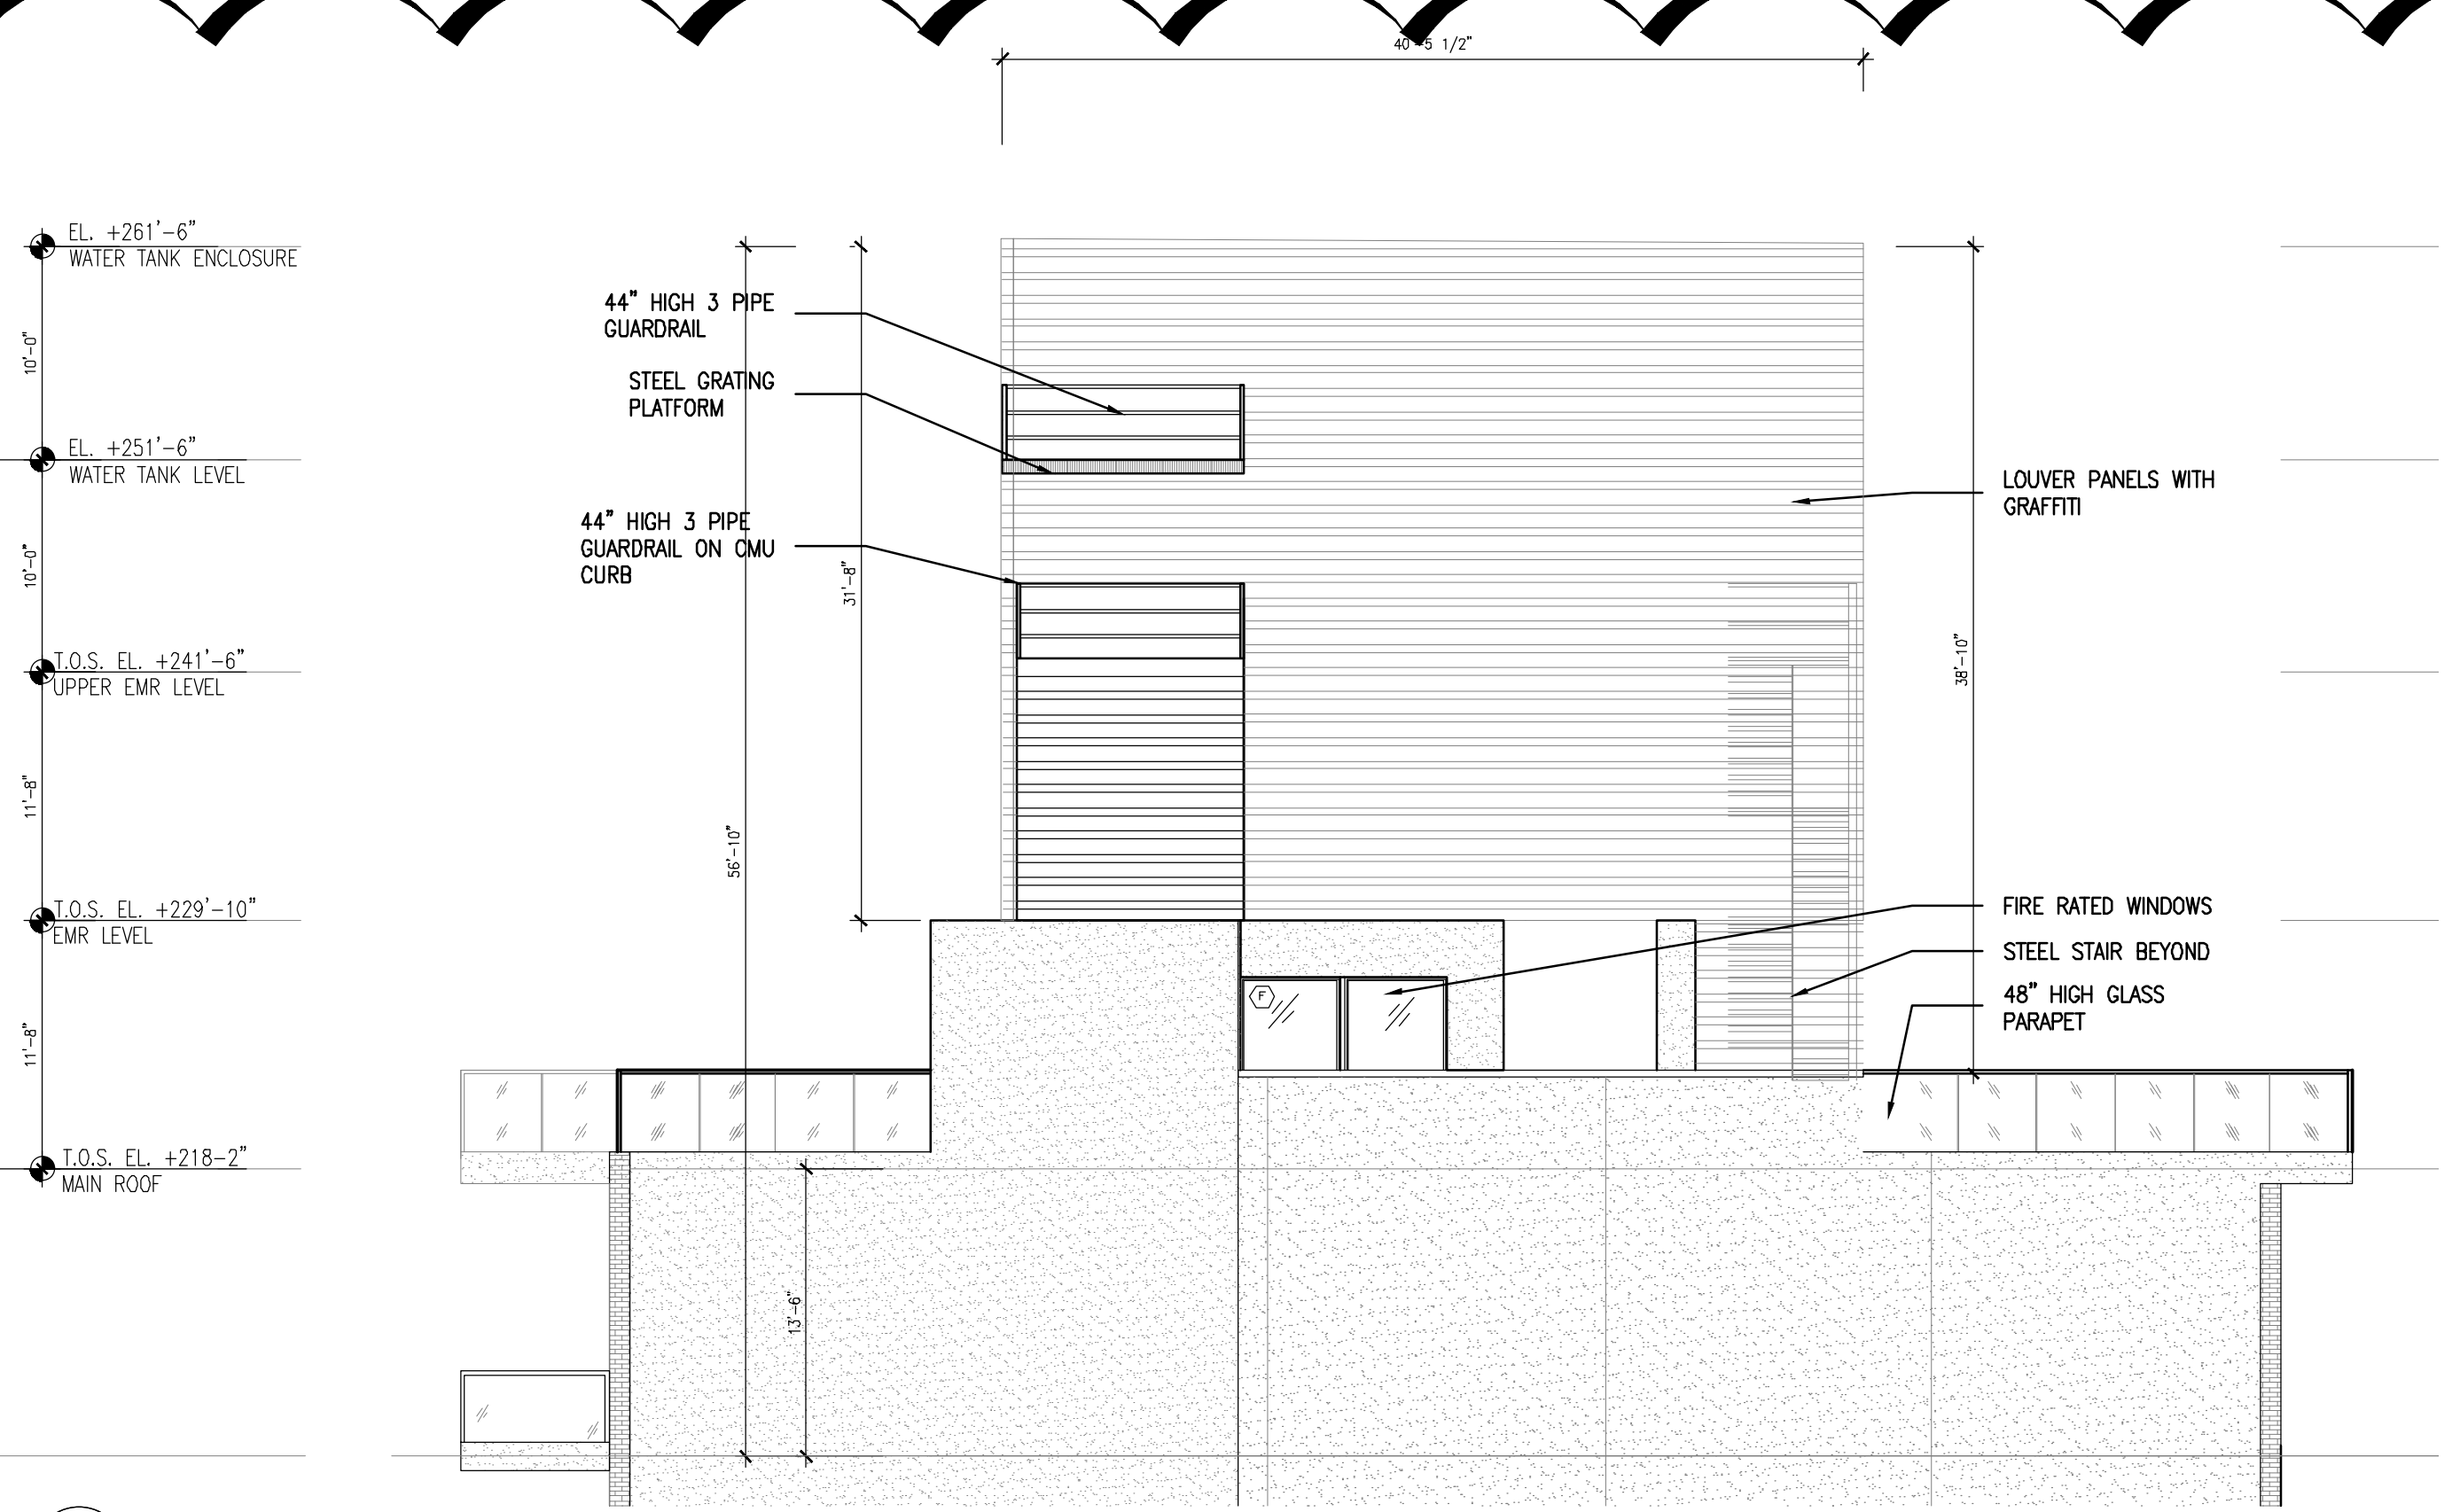 40'-5 1/2"
EL. +261'-6"
WATER TANK ENCLOSURE
10'-0"
EL. +251'-6"
WATER TANK LEVEL
10'-0"
T.O.S. EL. +241'-6"
UPPER EMR LEVEL
11'-8"
T.O.S. EL. +229'-10"
EMR LEVEL
11'-8"
T.O.S. EL. +218-2"
MAIN ROOF
44" HIGH 3 PIPE
GUARDRAIL
STEEL GRATING
PLATFORM
44" HIGH 3 PIPE
GUARDRAIL ON CMU
CURB
31'-8"
56'-10"
13'-6"
F
38'-10"
LOUVER PANELS WITH
GRAFFITI
FIRE RATED WINDOWS
STEEL STAIR BEYOND
48" HIGH GLASS
PARAPET